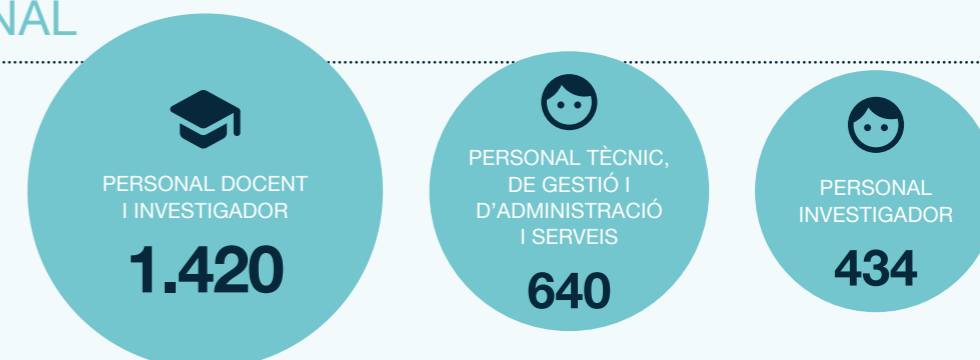 NAL
PERSONAL DOCENT
I INVESTIGADOR
1.420
PERSONAL TÈCNIC,
DE GESTIÓ I
D’ADMINISTRACIÓ
I SERVEIS
640
PERSONAL
INVESTIGADOR
434